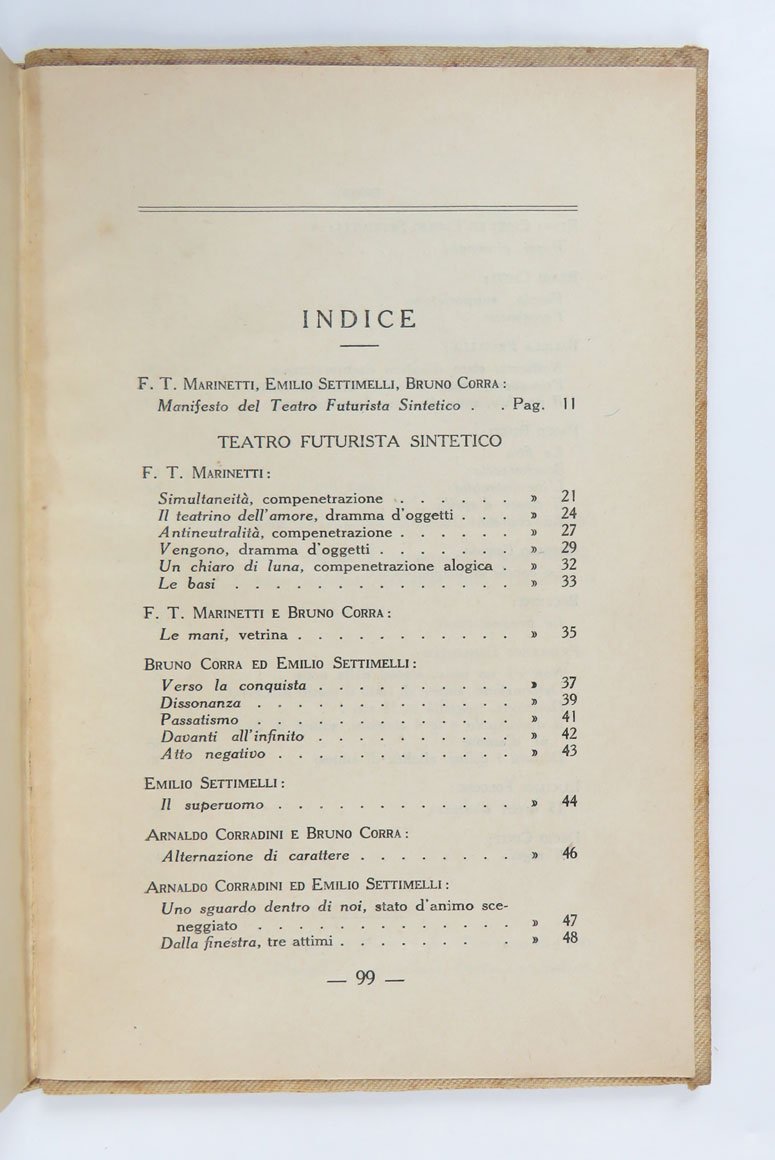 INDICE
F. T. Marinetti, Emilio Settimelli, Bruno Corra:
Manifesto del Teatro Futurista Sintetico . . Pag. 11
TEATRO FUTURISTA SINTETICO
F. T. Marinetti:
Simultaneità, compenetrazione . . . . . . » 21
Il teatrino dell'amore, dramma d'oggetti . . . » 24
Antineutralità, compenetrazione . . . . . . » 27
Vengono, dramma d'oggetti . . . . . . . » 29
Un chiaro di luna, compenetrazione alogica . » 32
Le basi . . . . . . . . . . . . . . » 33
F. T. Marinetti e Bruno Corra:
Le mani, vetrina . . . . . . . . . . . » 35
Bruno Corra ed Emilio Settimelli:
Verso la conquista . . . . . . . . . . » 37
Dissonanza . . . . . . . . . . . . . » 39
Passatismo . . . . . . . . . . . . . » 41
Davanti all'infinito . . . . . . . . . . » 42
Atto negativo . . . . . . . . . . . . » 43
Emilio Settimelli:
Il superuomo . . . . . . . . . . . . » 44
Arnaldo Corradini e Bruno Corra:
Alternazione di carattere . . . . . . . . » 46
Arnaldo Corradini ed Emilio Settimelli:
Uno sguardo dentro di noi, stato d'animo sce-
neggiato . . . . . . . . . . . . . » 47
Dalla finestra, tre attimi . . . . . . . . » 48
— 99 —